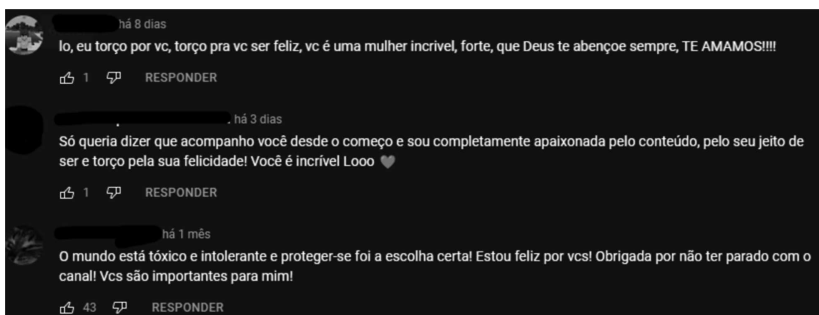 há 8 dias
lo, eu torço por vc, torço pra vc ser feliz, vc é uma mulher incrivel, forte, que Deus te abençoe sempre, TE AMAMOS!!!!
1 RESPONDER
há 3 dias
Só queria dizer que acompanho você desde o começo e sou completamente apaixonada pelo conteúdo, pelo seu jeito de
ser e torço pela sua felicidade! Você é incrível Looo 🖤
1 RESPONDER
há 1 mês
O mundo está tóxico e intolerante e proteger-se foi a escolha certa! Estou feliz por vcs! Obrigada por não ter parado com o
canal! Vcs são importantes para mim!
43 RESPONDER